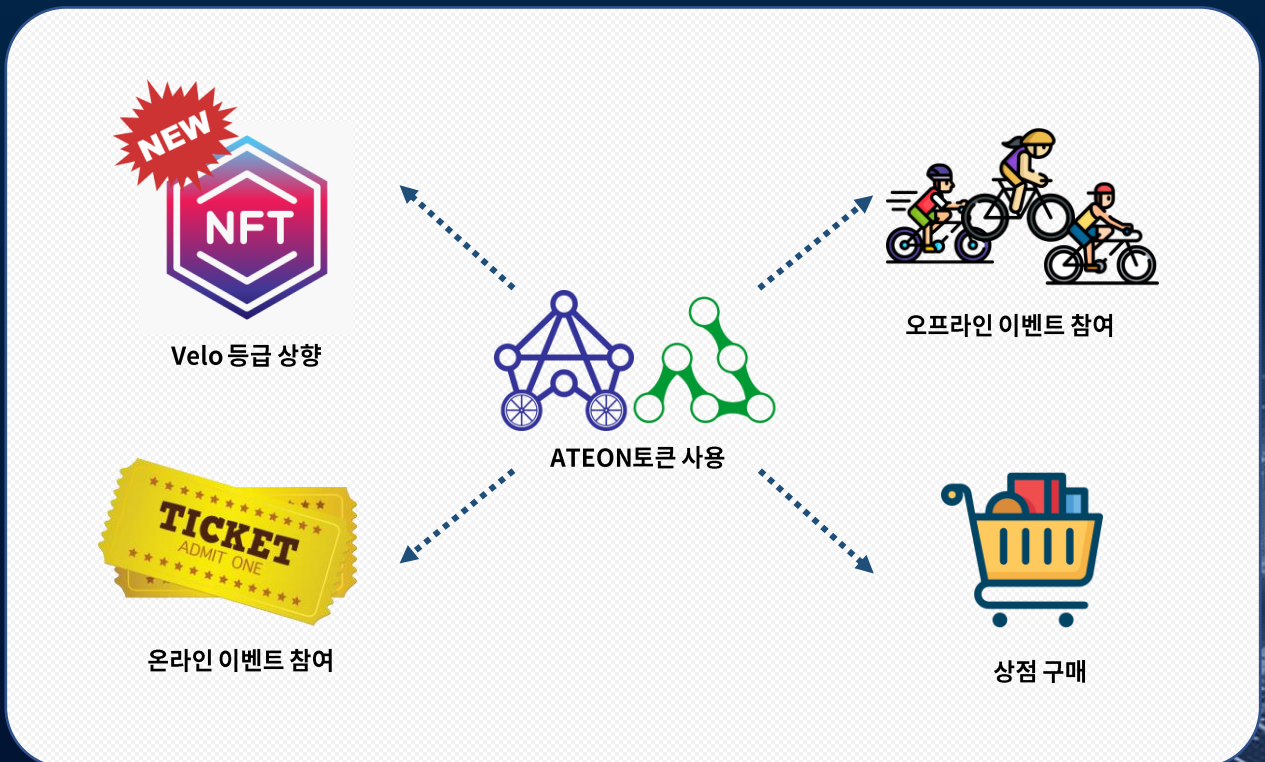 NEW
NFT
Velo 등급 상향
오프라인 이벤트 참여
ATEON토큰 사용
TICKET
ADMIT ONE
온라인 이벤트 참여
상점 구매